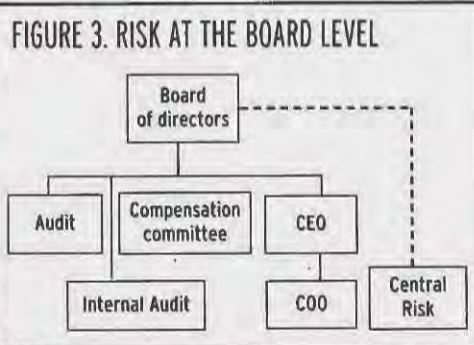 FIGURE 3. RISK AT THE BOARD LEVEL
Board
of directors
Audit
Compensation
committee
CEO
Internal Audit
COO
Central
Risk